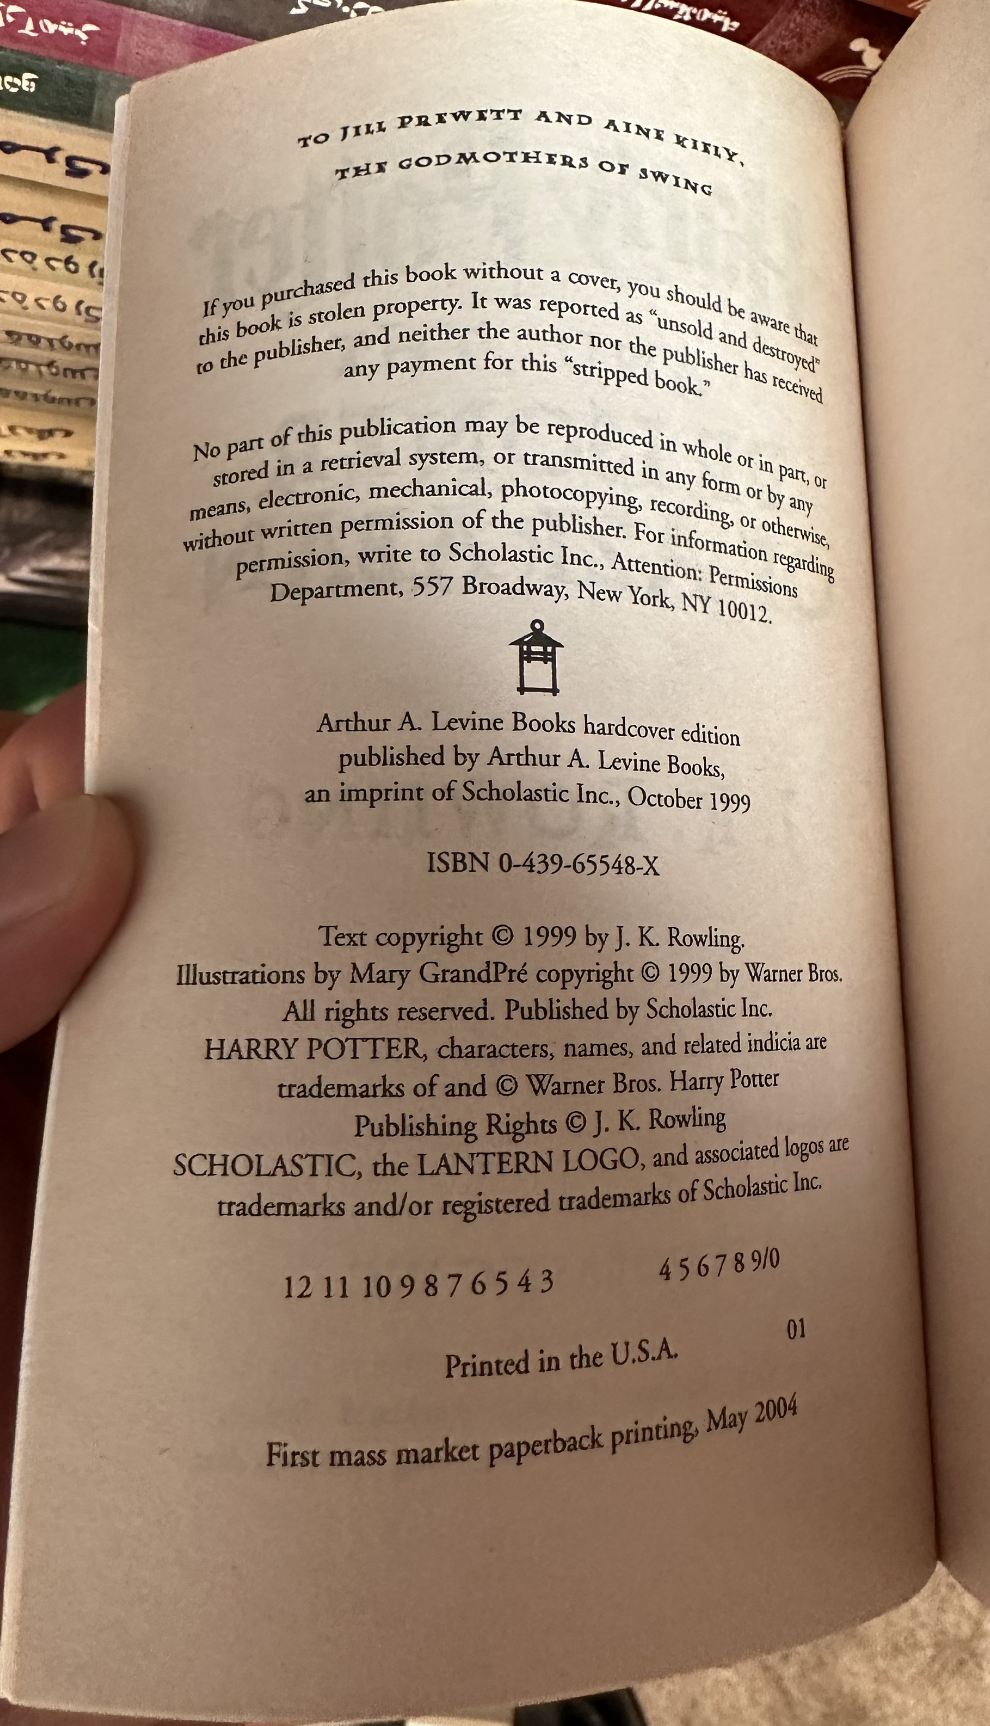 TO JILL PREWETT AND AINE KIELY,
THE GODMOTHERS OF SWING
If you purchased this book without a cover, you should be aware that
this book is stolen property. It was reported as “unsold and destroyed”
to the publisher, and neither the author nor the publisher has received
any payment for this “stripped book.”
No part of this publication may be reproduced in whole or in part, or
stored in a retrieval system, or transmitted in any form or by any
means, electronic, mechanical, photocopying, recording, or otherwise,
without written permission of the publisher. For information regarding
permission, write to Scholastic Inc., Attention: Permissions
Department, 557 Broadway, New York, NY 10012.
Arthur A. Levine Books hardcover edition
published by Arthur A. Levine Books,
an imprint of Scholastic Inc., October 1999
ISBN 0-439-65548-X
Text copyright © 1999 by J. K. Rowling.
Illustrations by Mary GrandPré copyright © 1999 by Warner Bros.
All rights reserved. Published by Scholastic Inc.
HARRY POTTER, characters, names, and related indicia are
trademarks of and © Warner Bros. Harry Potter
Publishing Rights © J. K. Rowling
SCHOLASTIC, the LANTERN LOGO, and associated logos are
trademarks and/or registered trademarks of Scholastic Inc.
12 11 10 9 8 7 6 5 4 3 4 5 6 7 8 9/0
Printed in the U.S.A. 01
First mass market paperback printing, May 2004